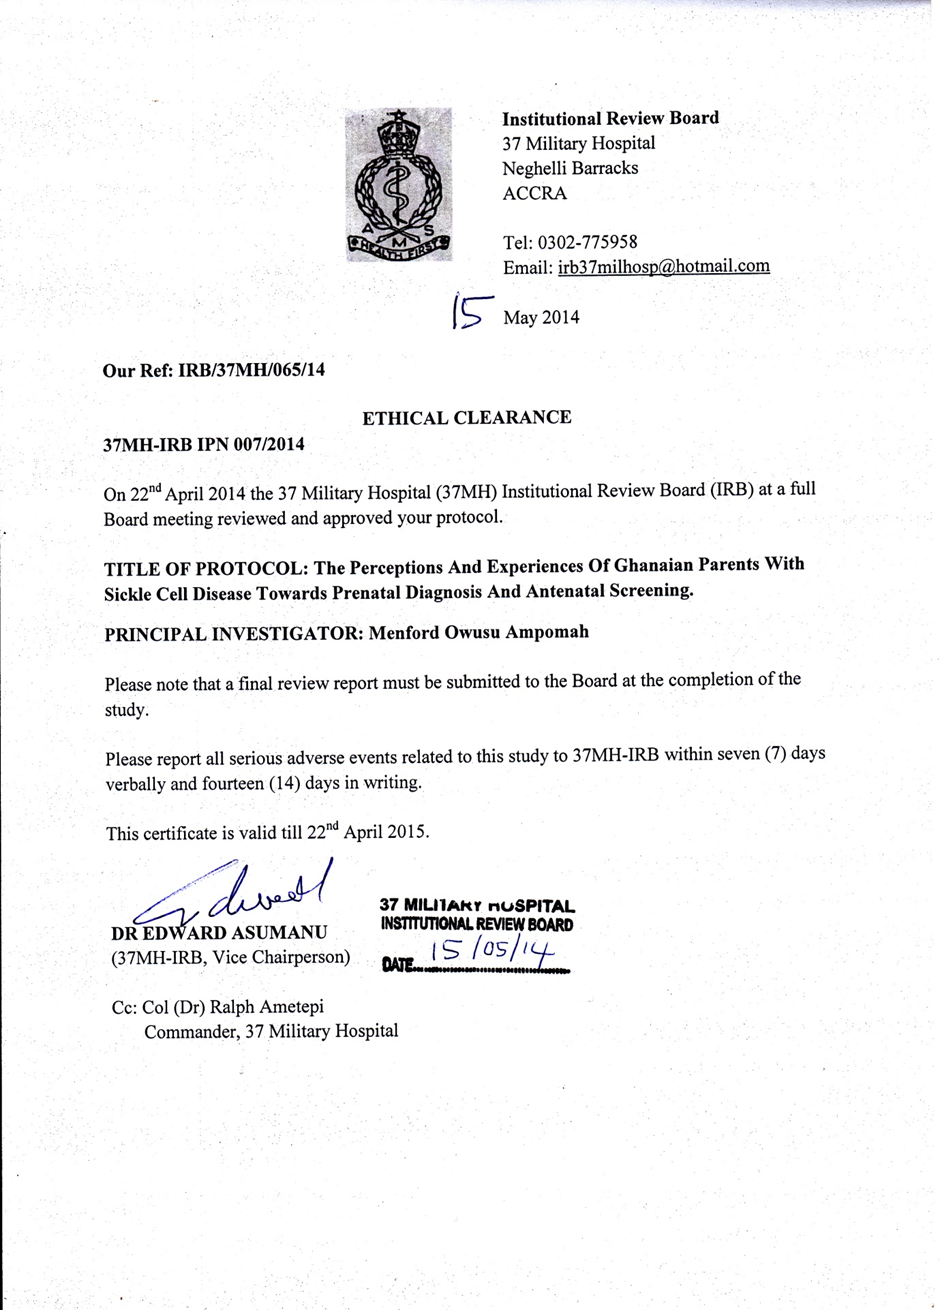 Institutional Review Board
37 Military Hospital
Neghelli Barracks
ACCRA
A M S
HEALTH FIRST
Tel: 0302-775958
Email: irb37milhosp@hotmail.com
15 May 2014
Our Ref: IRB/37MH/065/14
ETHICAL CLEARANCE
37MH-IRB IPN 007/2014
On 22nd April 2014 the 37 Military Hospital (37MH) Institutional Review Board (IRB) at a full
Board meeting reviewed and approved your protocol.
TITLE OF PROTOCOL: The Perceptions And Experiences Of Ghanaian Parents With
Sickle Cell Disease Towards Prenatal Diagnosis And Antenatal Screening.
PRINCIPAL INVESTIGATOR: Menford Owusu Ampomah
Please note that a final review report must be submitted to the Board at the completion of the
study.
Please report all serious adverse events related to this study to 37MH-IRB within seven (7) days
verbally and fourteen (14) days in writing.
This certificate is valid till 22nd April 2015.
DR EDWARD ASUMANU
(37MH-IRB, Vice Chairperson)
37 MILITARY HOSPITAL
INSTITUTIONAL REVIEW BOARD
DATE 15/05/14
Cc: Col (Dr) Ralph Ametepi
Commander, 37 Military Hospital